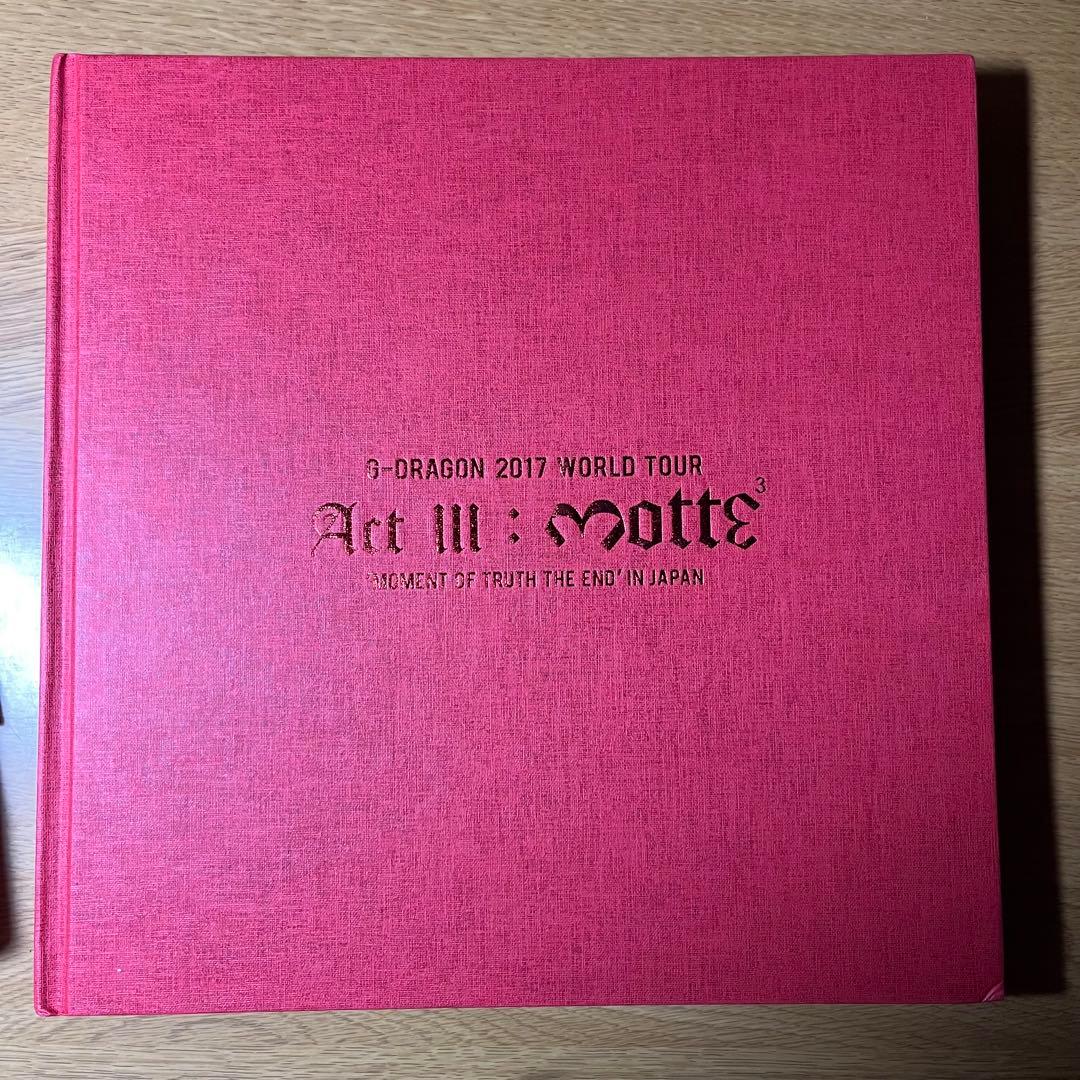 G-DRAGON 2017 WORLD TOUR
Act III : Motte³
'MOMENT OF TRUTH THE END' IN JAPAN